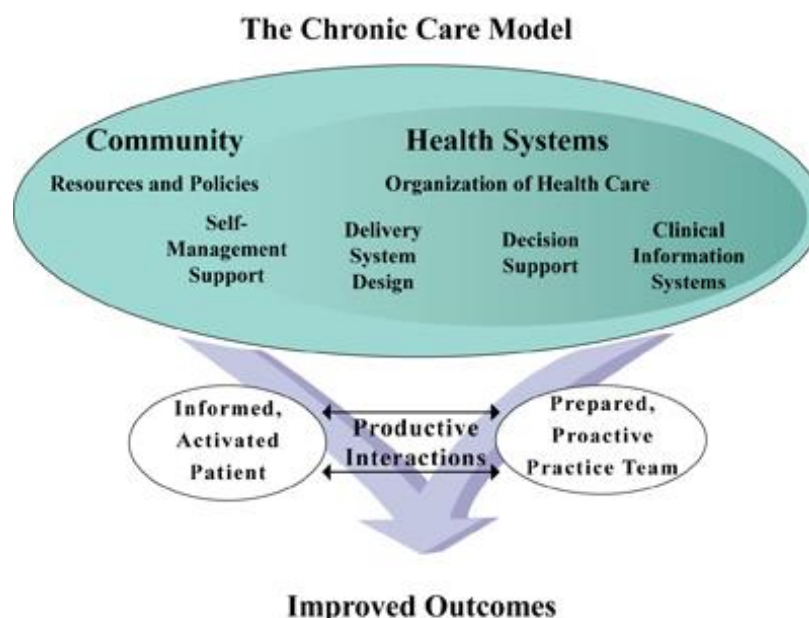 The Chronic Care Model
Community
Resources and Policies
Health Systems
Organization of Health Care
Self-
Management
Support
Delivery
System
Design
Decision
Support
Clinical
Information
Systems
Informed,
Activated
Patient
Productive
Interactions
Prepared,
Proactive
Practice Team
Improved Outcomes